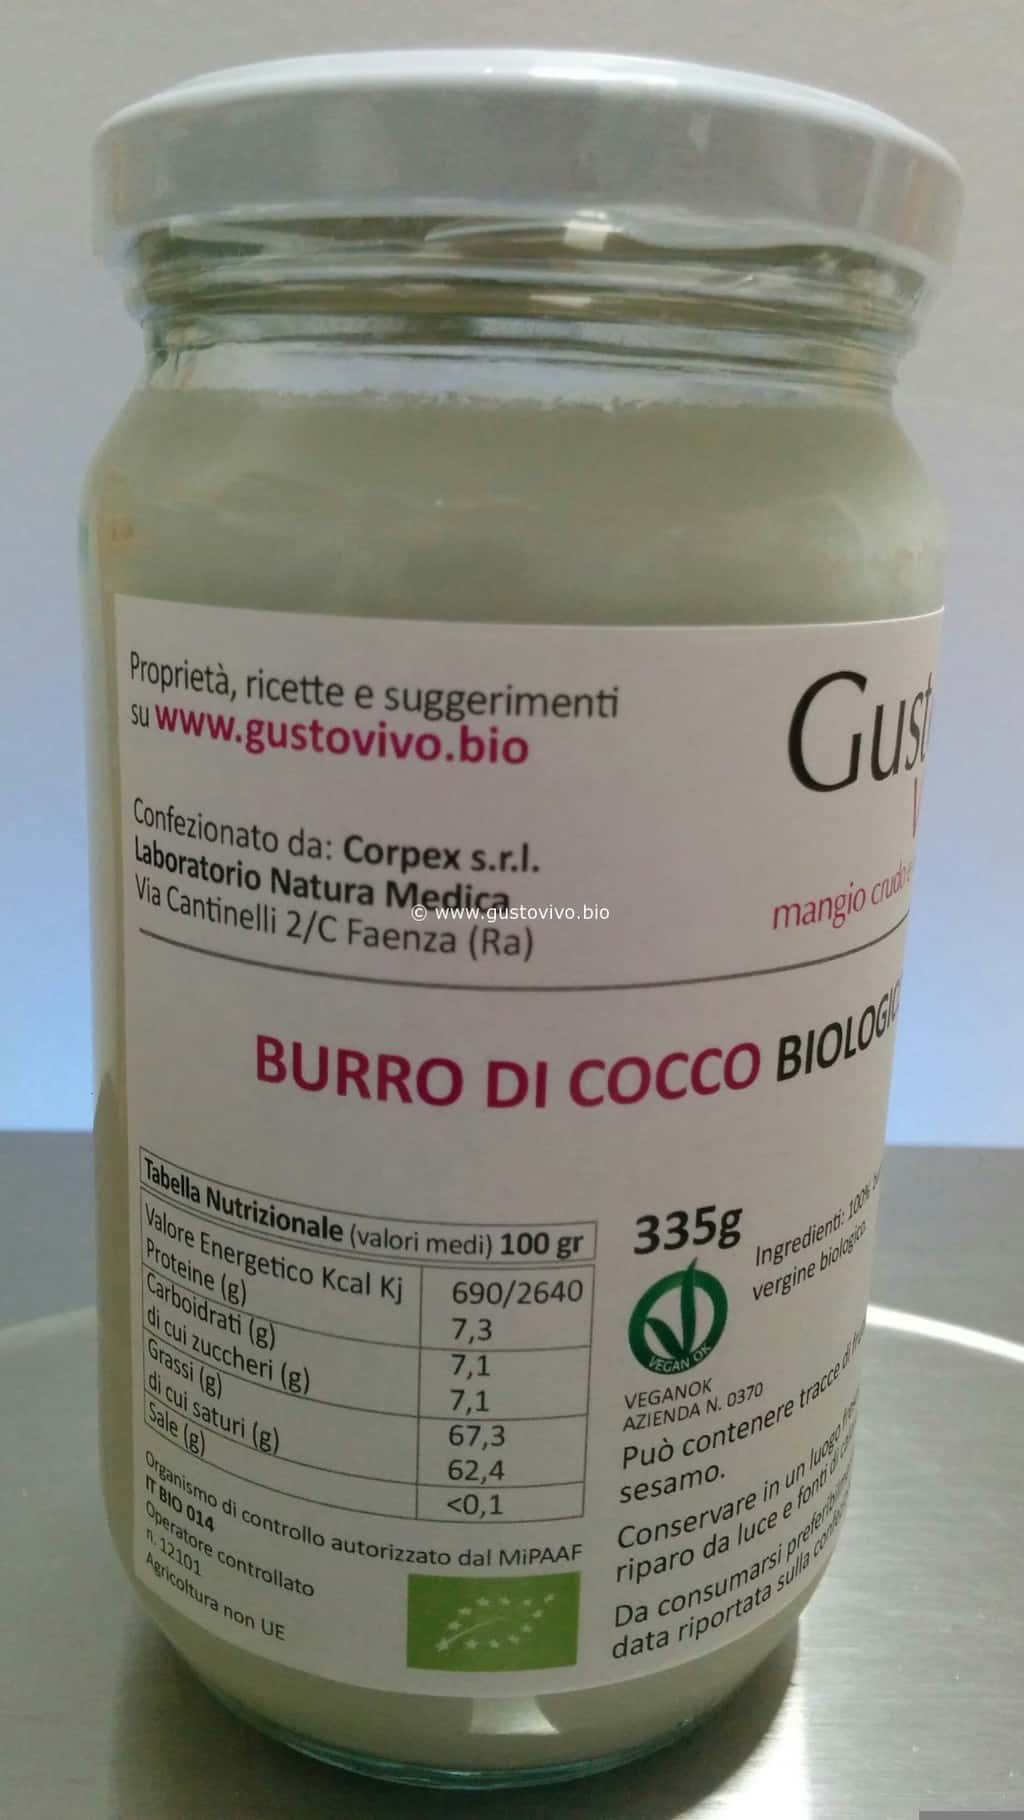 Proprietà, ricette e suggerimenti
su www.gustovivo.bio
Confezionato da: Corpex s.r.l.
Laboratorio Natura Medica
Via Cantinelli 2/C Faenza (Ra)
© www.gustovivo.bio
Gust
V
mangio crudo e
BURRO DI COCCO BIOLOGIC
Tabella Nutrizionale (valori medi) 100 gr
Valore Energetico Kcal Kj 690/2640
Proteine (g) 7,3
Carboidrati (g) 7,1
di cui zuccheri (g) 7,1
Grassi (g) 67,3
di cui saturi (g) 62,4
Sale (g) <0,1
Organismo di controllo autorizzato dal MiPAAF
IT BIO 014
Operatore controllato
n. 12101
Agricoltura non UE
335g
VEGAN OK
VEGANOK
AZIENDA N. 0370
Ingredienti: 100%
vergine biologico.
Può contenere tracce di
sesamo.
Conservare in un luogo
riparo da luce e fonti di
Da consumarsi
data riportata sulla